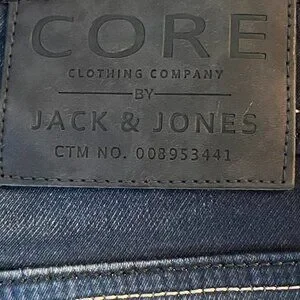 CORE
CLOTHING COMPANY
BY
JACK & JONES
CTM NO. 008953441